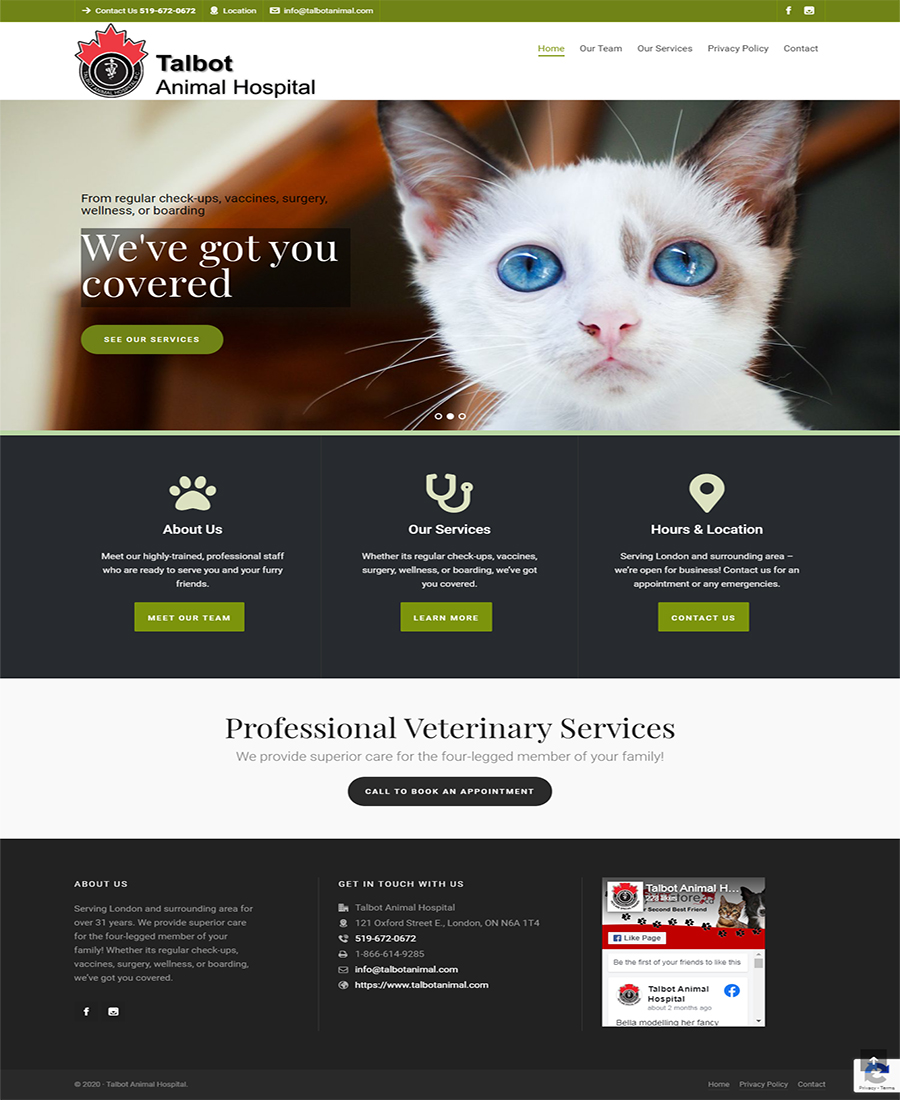 Contact Us 519-672-0672
Location
info@talbotanimal.com
Talbot
Animal Hospital
Home
Our Team
Our Services
Privacy Policy
Contact
From regular check-ups, vaccines, surgery,
wellness, or boarding
We've got you
covered
SEE OUR SERVICES
About Us
Meet our highly-trained, professional staff
who are ready to serve you and your furry
friends.
MEET OUR TEAM
Our Services
Whether its regular check-ups, vaccines,
surgery, wellness, or boarding, we've got
you covered.
LEARN MORE
Hours & Location
Serving London and surrounding area –
we're open for business! Contact us for an
appointment or any emergencies.
CONTACT US
Professional Veterinary Services
We provide superior care for the four-legged member of your family!
CALL TO BOOK AN APPOINTMENT
ABOUT US
Serving London and surrounding area for
over 31 years. We provide superior care
for the four-legged member of your
family! Whether its regular check-ups,
vaccines, surgery, wellness, or boarding,
we've got you covered.
GET IN TOUCH WITH US
Talbot Animal Hospital
121 Oxford Street E., London, ON N6A 1T4
519-672-0672
1-866-614-9285
info@talbotanimal.com
https://www.talbotanimal.com
Talbot Animal H...
r Second Best Friend
Like Page
Be the first of your friends to like this
Talbot Animal
Hospital
about 2 months ago
Bella modelling her fancy
© 2020 · Talbot Animal Hospital.
Home
Privacy Policy
Contact
Privacy - Terms